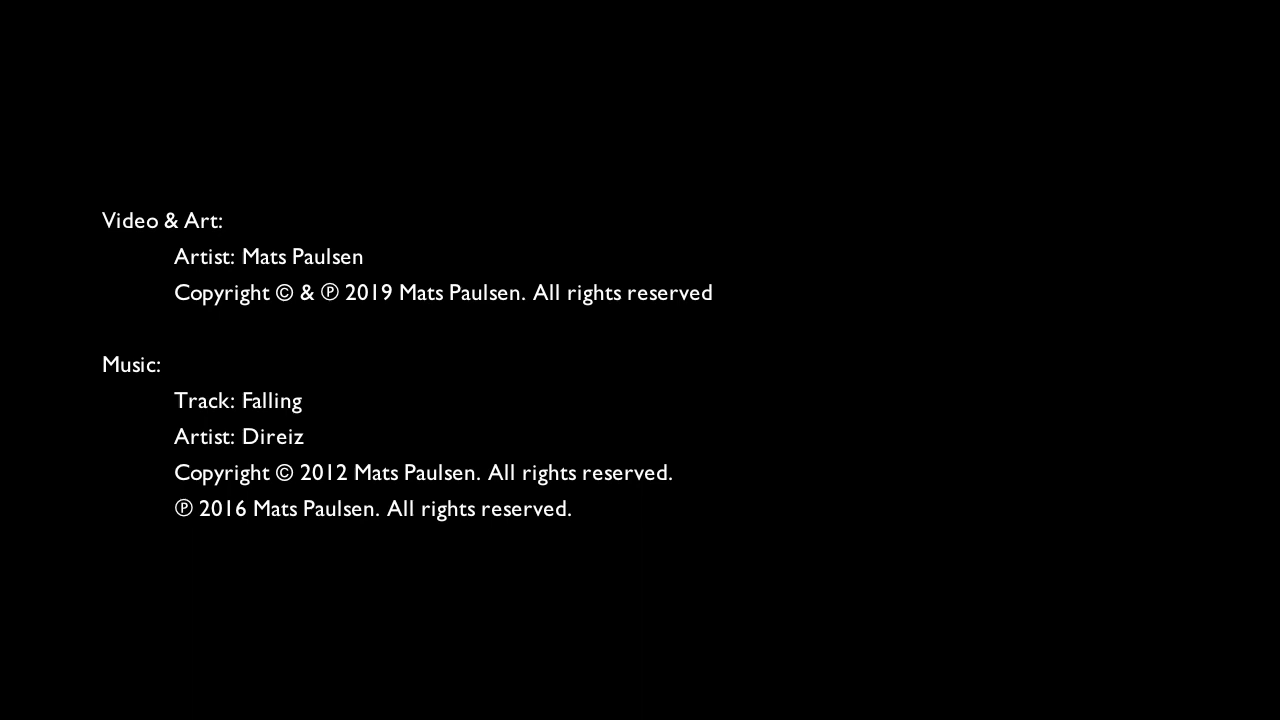 Video & Art:
Artist: Mats Paulsen
Copyright © & ℗ 2019 Mats Paulsen. All rights reserved
Music:
Track: Falling
Artist: Direiz
Copyright © 2012 Mats Paulsen. All rights reserved.
℗ 2016 Mats Paulsen. All rights reserved.